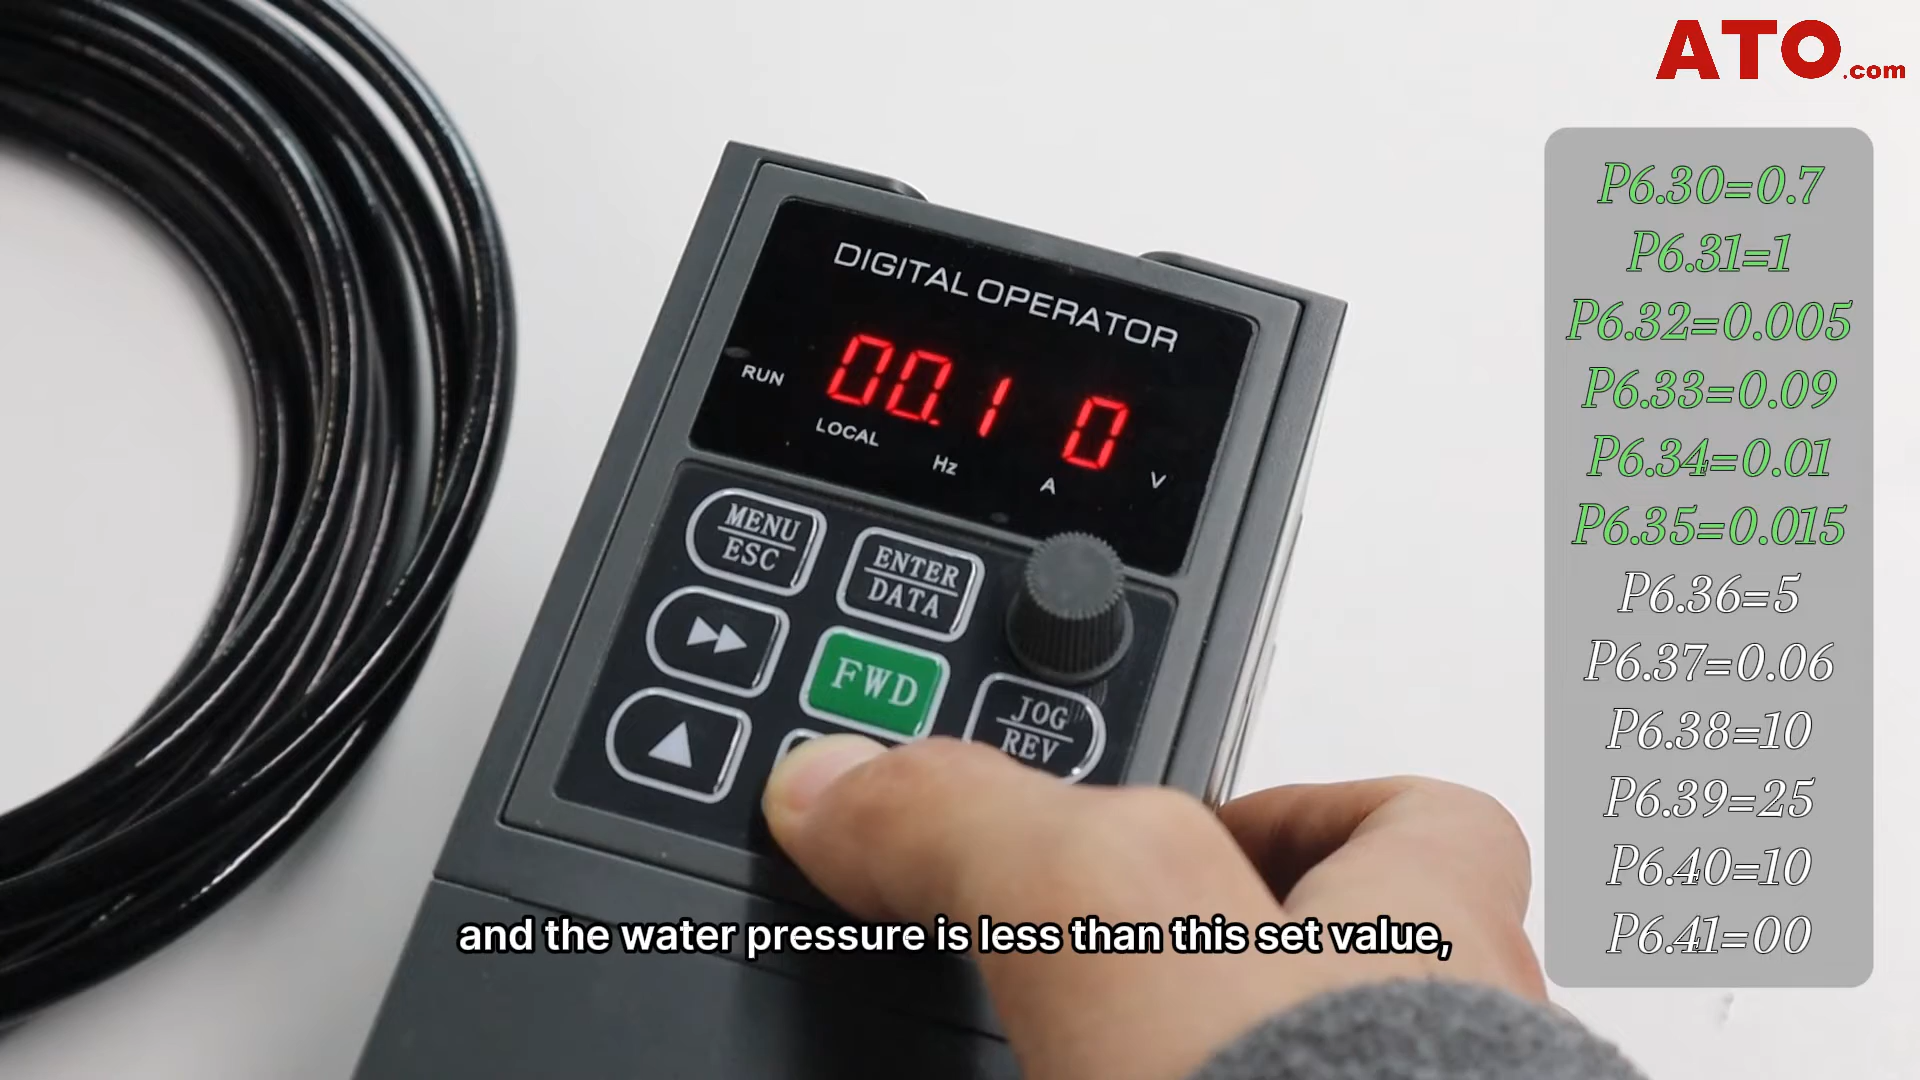 ATO.com
DIGITAL OPERATOR
RUN
00.10
LOCAL
Hz
A
V
MENU
ESC
ENTER
DATA
FWD
JOG
REV
P6.30=0.7
P6.31=1
P6.32=0.005
P6.33=0.09
P6.34=0.01
P6.35=0.015
P6.36=5
P6.37=0.06
P6.38=10
P6.39=25
P6.40=10
P6.41=00
and the water pressure is less than this set value,